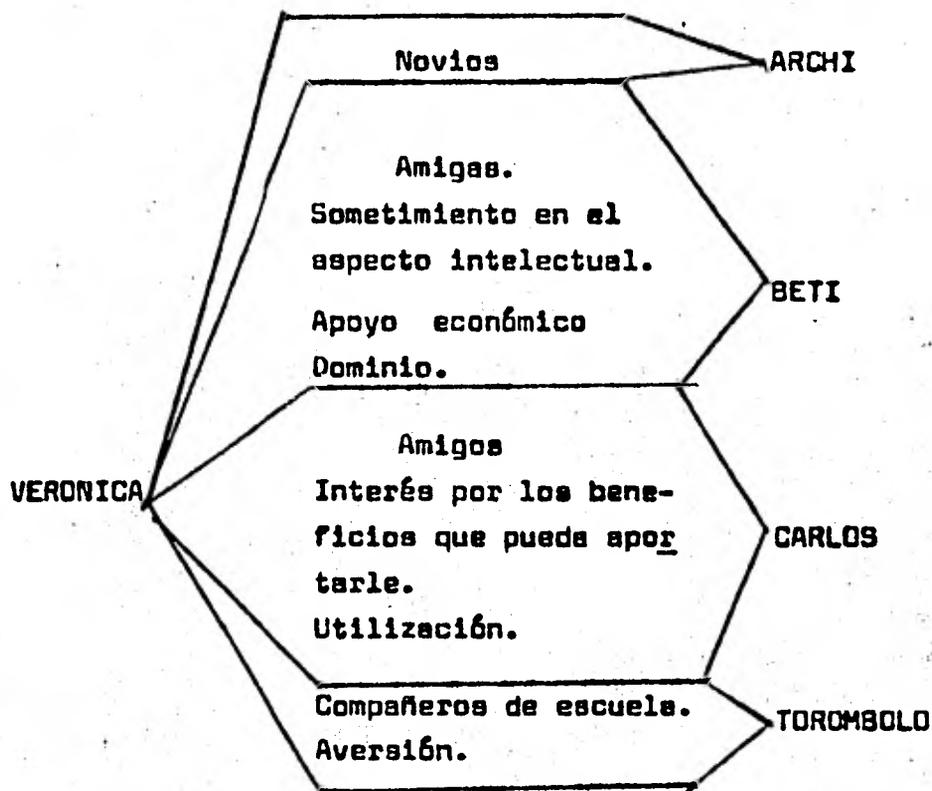 Novios
ARCHI
Amigas.
Sometimiento en el
aspecto intelectual.
Apoyo económico
Dominio.
BETI
VERONICA
Amigos
Interés por los bene-
ficios que pueda apor
tarle.
Utilización.
CARLOS
Compañeros de escuela.
Aversión.
TOROMBOLO